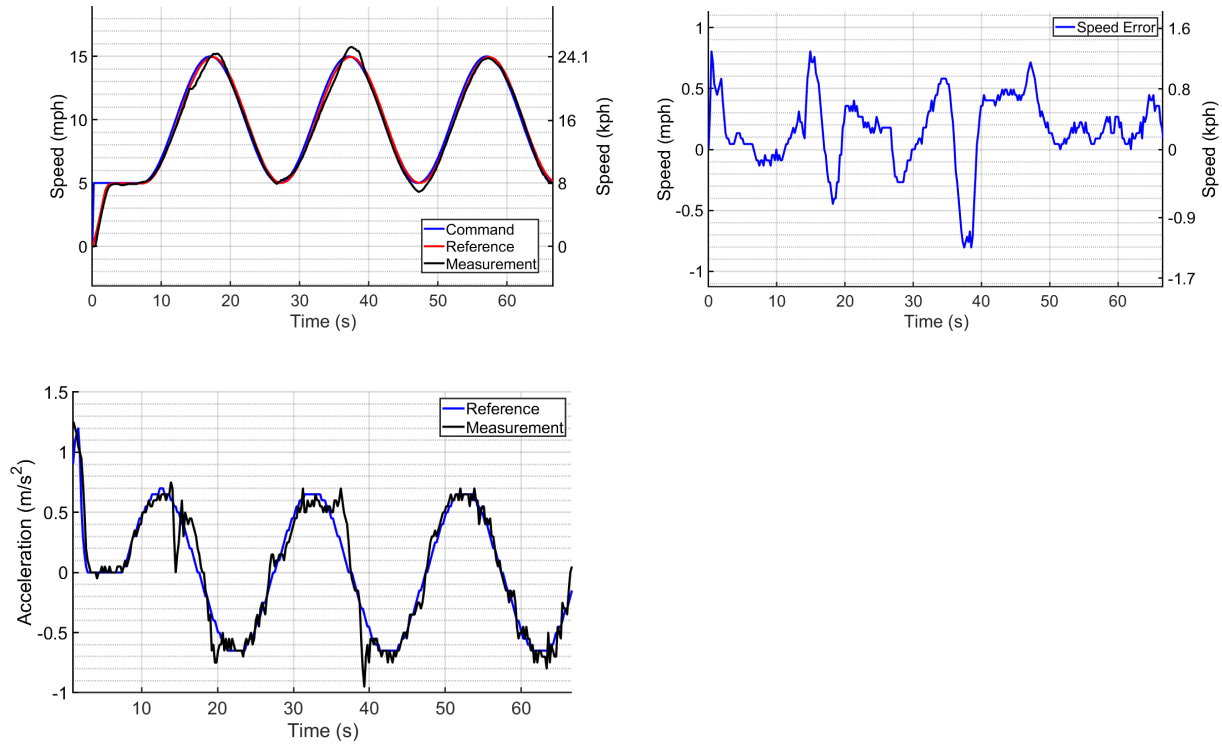 15
10
5
0
24.1
16
8
0
Speed (mph)
Speed (kph)
Command
Reference
Measurement
0 10 20 30 40 50 60
Time (s)
1
0.5
0
-0.5
-1
1.6
0.8
0
-0.9
-1.7
Speed (mph)
Speed (kph)
Speed Error
0 10 20 30 40 50 60
Time (s)
1.5
1
0.5
0
-0.5
-1
Acceleration (m/s²)
Reference
Measurement
10 20 30 40 50 60
Time (s)